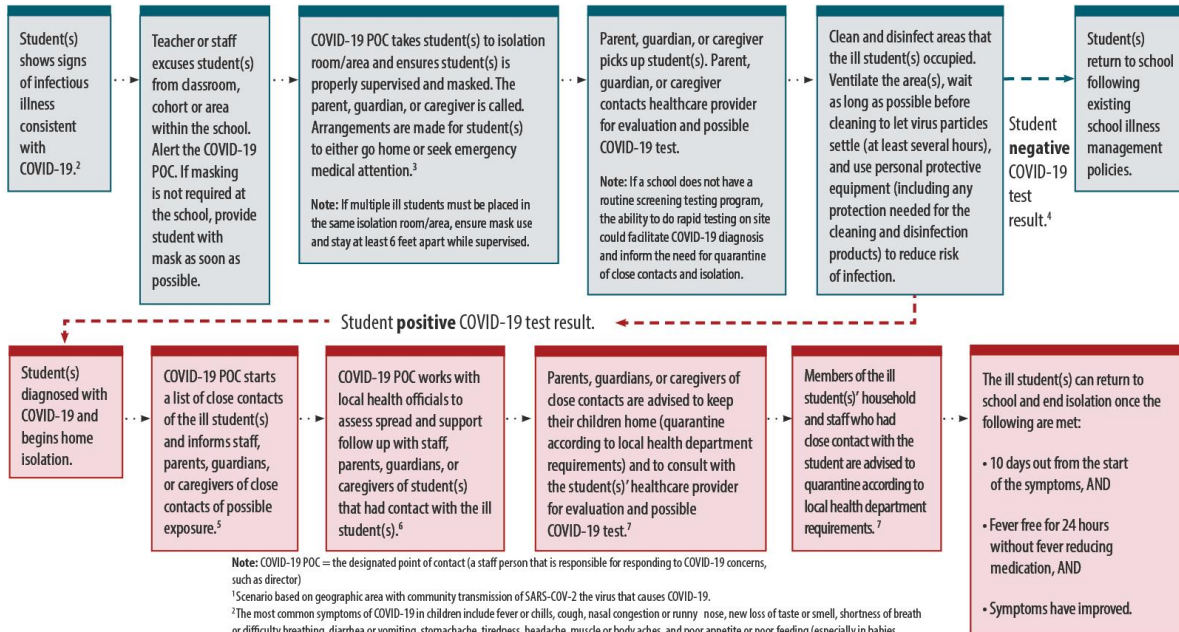 Student(s)
shows signs
of infectious
illness
consistent
with
COVID-19.²
Teacher or staff
excuses student(s)
from classroom,
cohort or area
within the school.
Alert the COVID-19
POC. If masking
is not required at
the school, provide
student with
mask as soon as
possible.
COVID-19 POC takes student(s) to isolation
room/area and ensures student(s) is
properly supervised and masked. The
parent, guardian, or caregiver is called.
Arrangements are made for student(s)
to either go home or seek emergency
medical attention.³
Note: If multiple ill students must be placed in
the same isolation room/area, ensure mask use
and stay at least 6 feet apart while supervised.
Parent, guardian, or caregiver
picks up student(s). Parent,
guardian, or caregiver
contacts healthcare provider
for evaluation and possible
COVID-19 test.
Note: If a school does not have a
routine screening testing program,
the ability to do rapid testing on site
could facilitate COVID-19 diagnosis
and inform the need for quarantine
of close contacts and isolation.
Clean and disinfect areas that
the ill student(s) occupied.
Ventilate the area(s), wait
as long as possible before
cleaning to let virus particles
settle (at least several hours),
and use personal protective
equipment (including any
protection needed for the
cleaning and disinfection
products) to reduce risk
of infection.
Student
negative
COVID-19
test
result.⁴
Student(s)
return to school
following
existing
school illness
management
policies.
Student positive COVID-19 test result.
Student(s)
diagnosed with
COVID-19 and
begins home
isolation.
COVID-19 POC starts
a list of close contacts
of the ill student(s)
and informs staff,
parents, guardians,
or caregivers of close
contacts of possible
exposure.⁵
COVID-19 POC works with
local health officials to
assess spread and support
follow up with staff,
parents, guardians, or
caregivers of student(s)
that had contact with the ill
student(s).⁶
Parents, guardians, or caregivers of
close contacts are advised to keep
their children home (quarantine
according to local health department
requirements) and to consult with
the student(s)' healthcare provider
for evaluation and possible
COVID-19 test.⁷
Members of the ill
student(s)' household
and staff who had
close contact with the
student are advised to
quarantine according to
local health department
requirements. ⁷
The ill student(s) can return to
school and end isolation once the
following are met:
• 10 days out from the start
of the symptoms, AND
• Fever free for 24 hours
without fever reducing
medication, AND
• Symptoms have improved.
Note: COVID-19 POC = the designated point of contact (a staff person that is responsible for responding to COVID-19 concerns,
such as director)
¹Scenario based on geographic area with community transmission of SARS-COV-2 the virus that causes COVID-19.
²The most common symptoms of COVID-19 in children include fever or chills, cough, nasal congestion or runny nose, new loss of taste or smell, shortness of breath
or difficulty breathing, diarrhea or vomiting, stomachache, tiredness, headache, muscle or body aches, and poor appetite or poor feeding (especially in babies